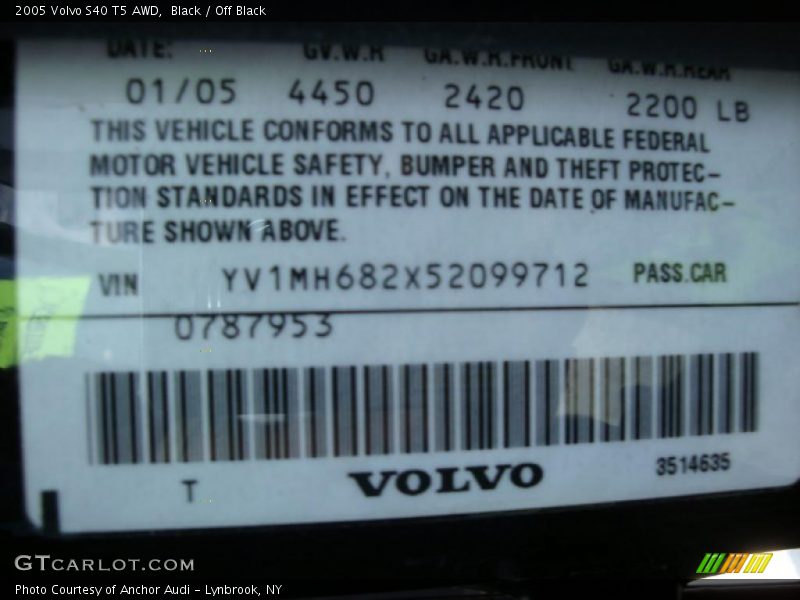 2005 Volvo S40 T5 AWD, Black / Off Black
DATE: GV.W.R GA.W.R.FRONT GA.W.R.REAR
01/05 4450 2420 2200 LB
THIS VEHICLE CONFORMS TO ALL APPLICABLE FEDERAL
MOTOR VEHICLE SAFETY, BUMPER AND THEFT PROTEC-
TION STANDARDS IN EFFECT ON THE DATE OF MANUFAC-
TURE SHOWN ABOVE.
VIN YV1MH682X52099712 PASS.CAR
0787953
T VOLVO 3514635
GTCARLOT.COM
Photo Courtesy of Anchor Audi - Lynbrook, NY